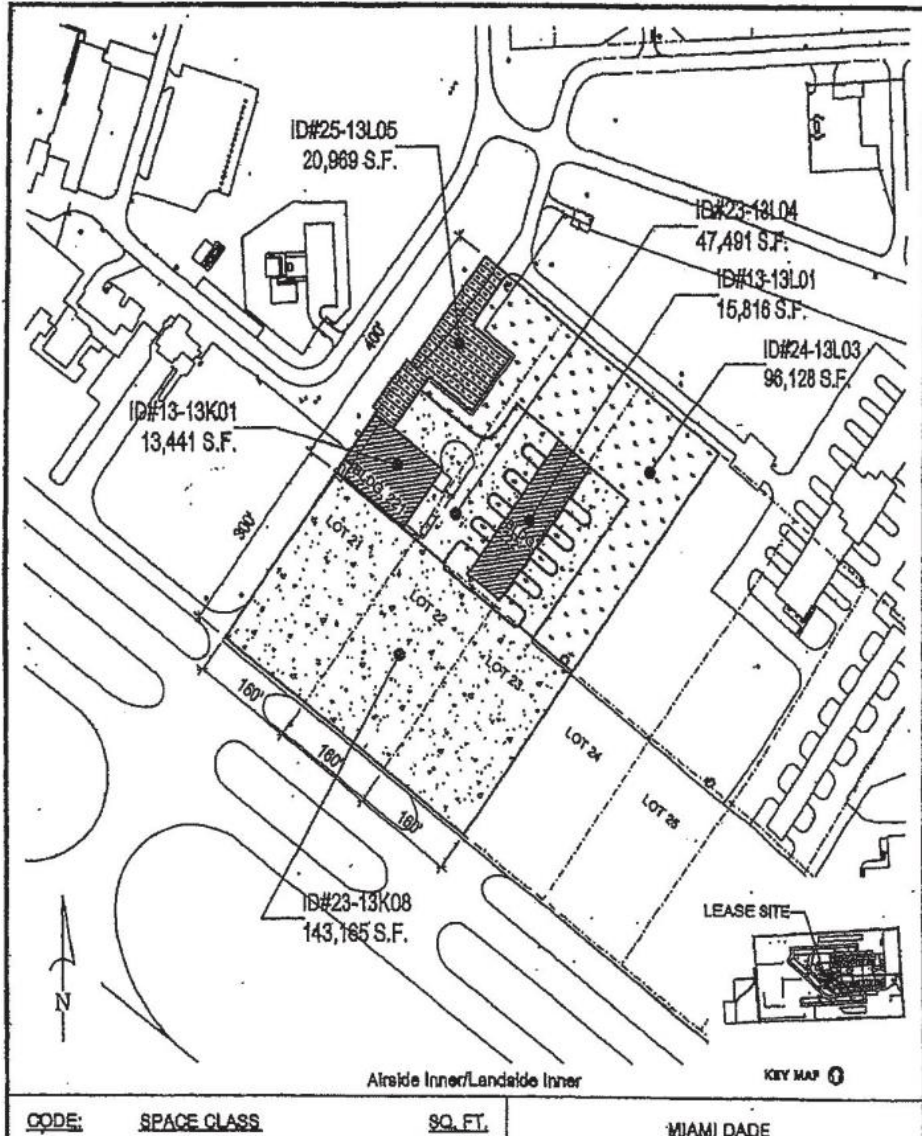 ID#25-13L05
20,969 S.F.
ID#23-13L04
47,491 S.F.
ID#13-13L01
15,816 S.F.
ID#24-13L03
96,128 S.F.
400'
ID#13-13K01
13,441 S.F.
300'
LOT 21
LOT 22
LOT 23
LOT 24
LOT 25
160'
160'
160'
ID#23-13K08
143,165 S.F.
LEASE SITE
N
Airside Inner/Landside Inner
KEY MAP
CODE: SPACE CLASS SQ. FT.
MIAMI DADE